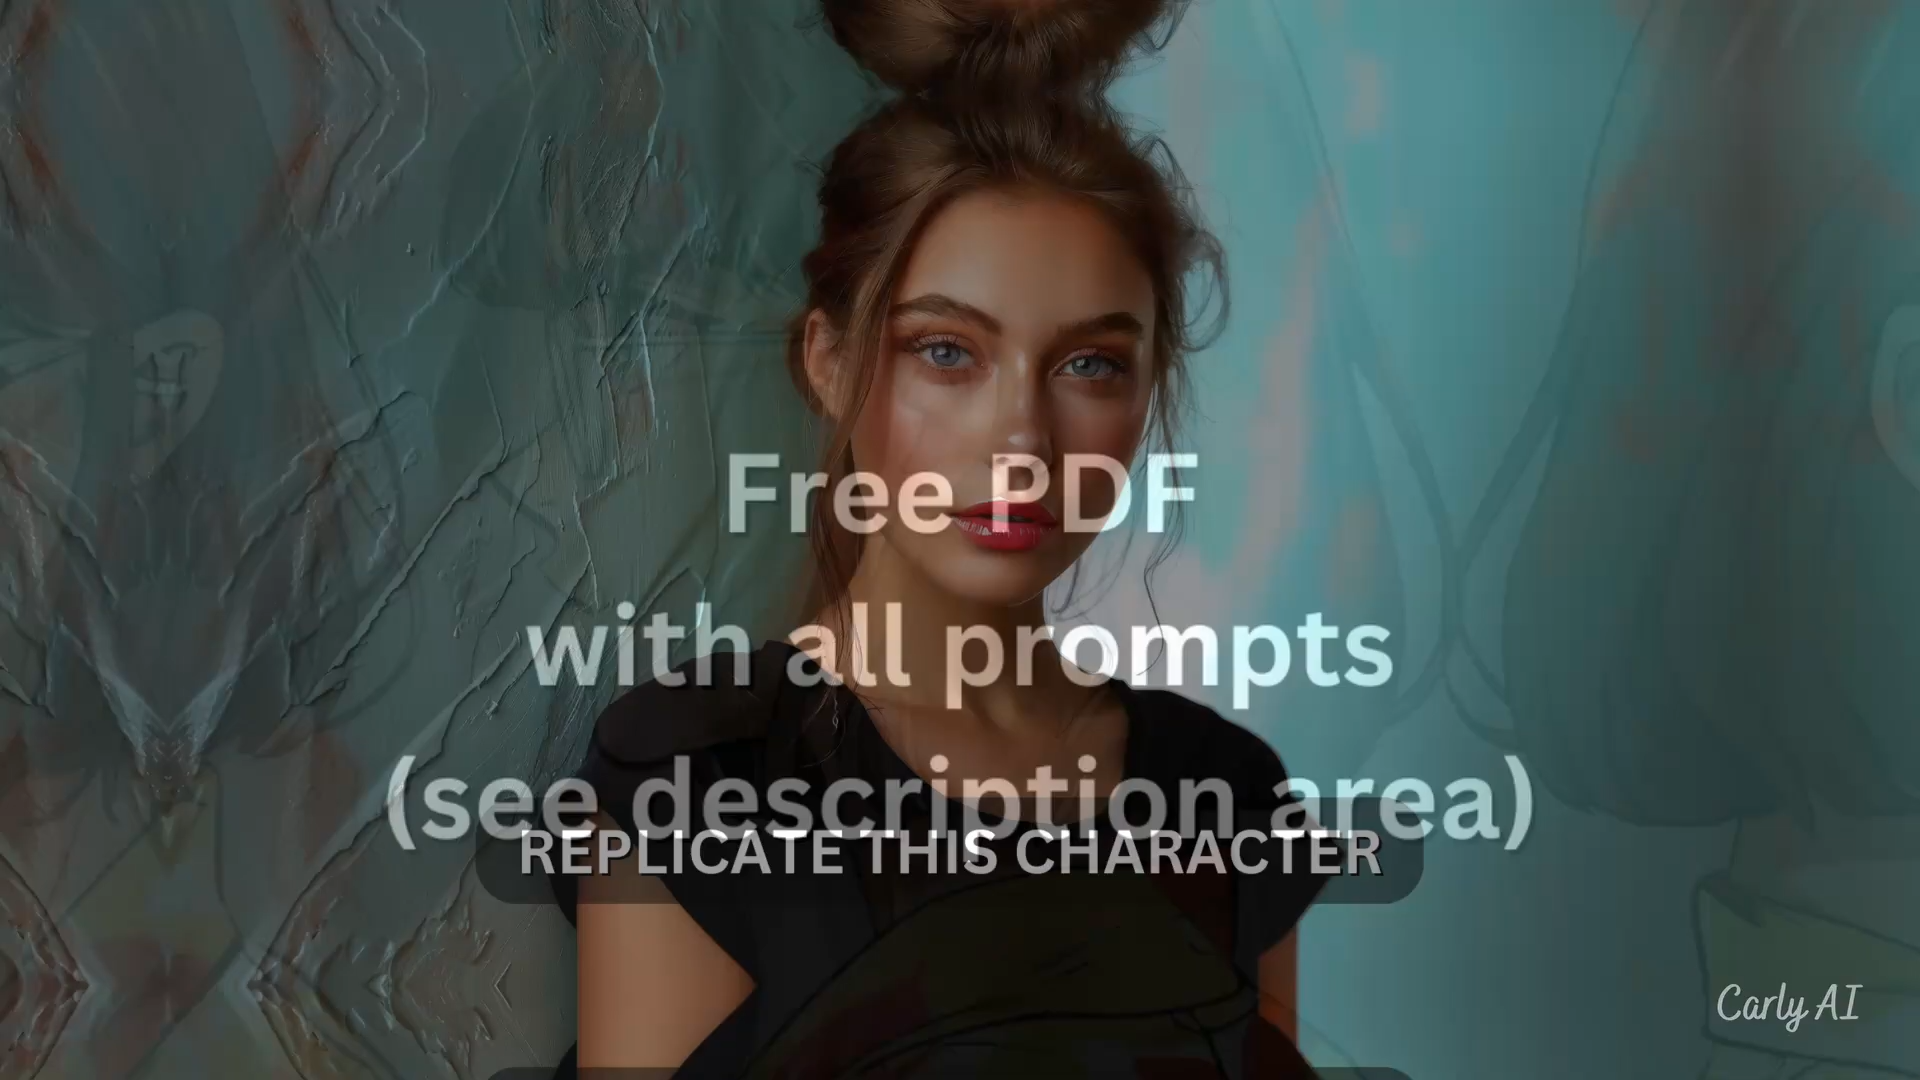 Free PDF
with all prompts
(see description area)
REPLICATE THIS CHARACTER
Carly AI